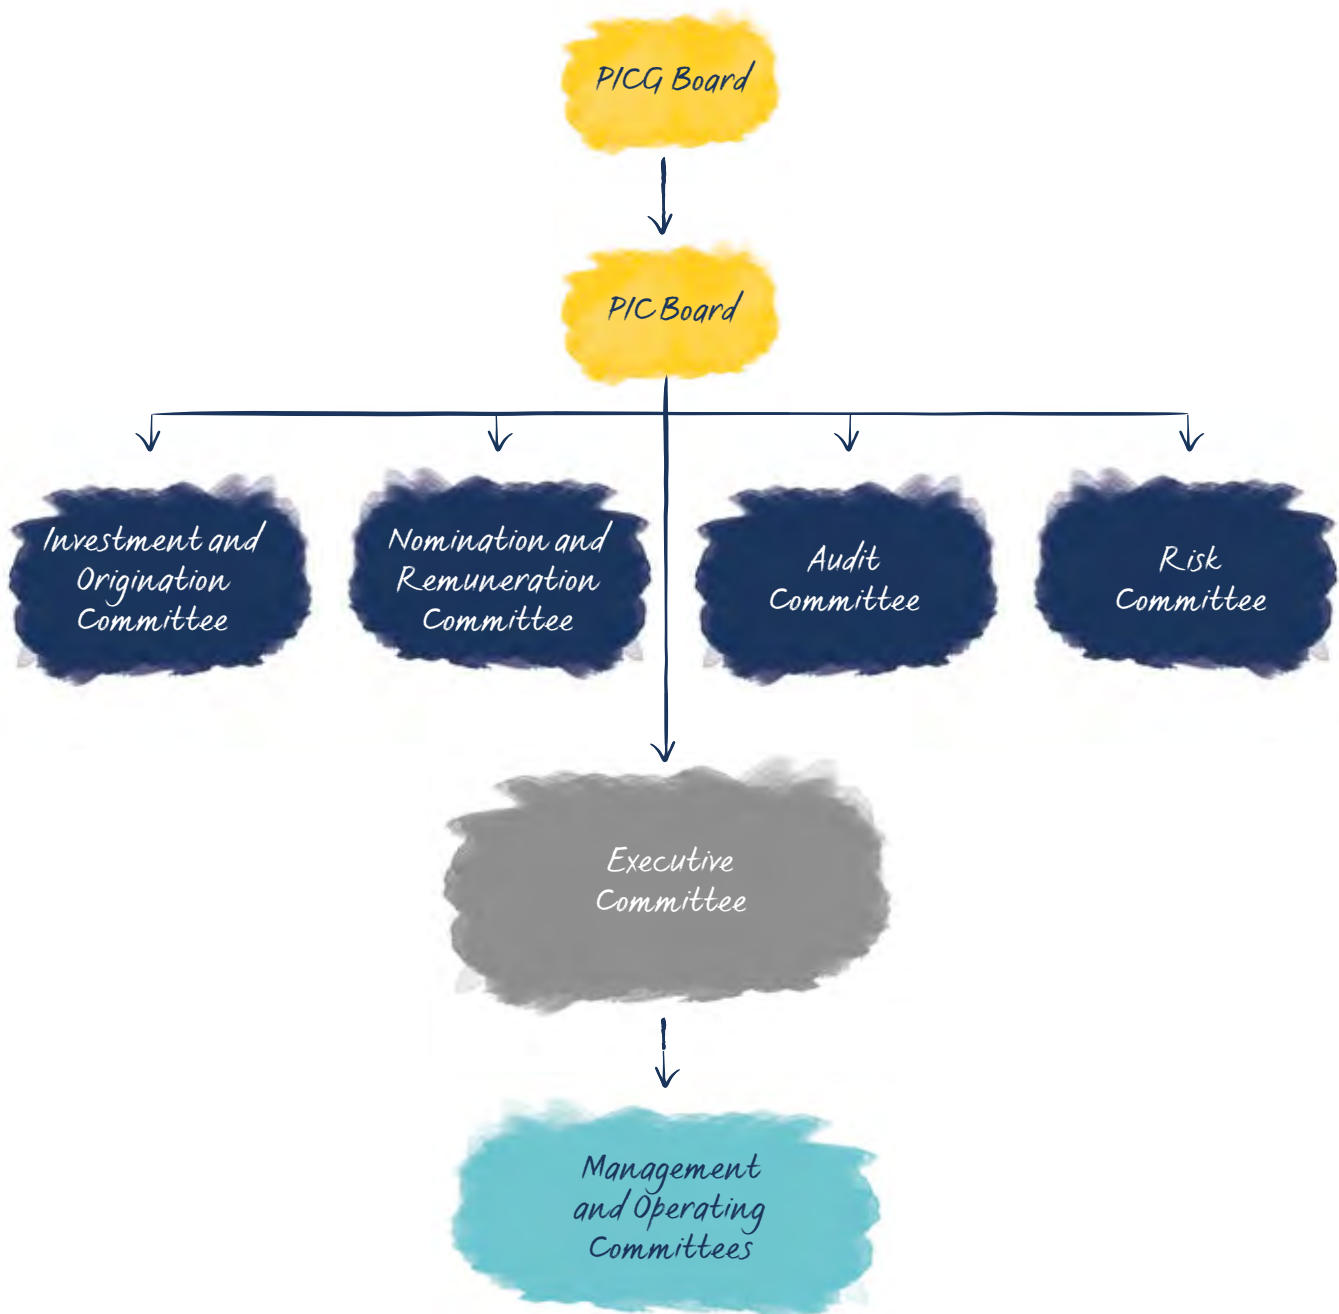 PICG Board
PIC Board
Investment and
Origination
Committee
Nomination and
Remuneration
Committee
Audit
Committee
Risk
Committee
Executive
Committee
Management
and Operating
Committees